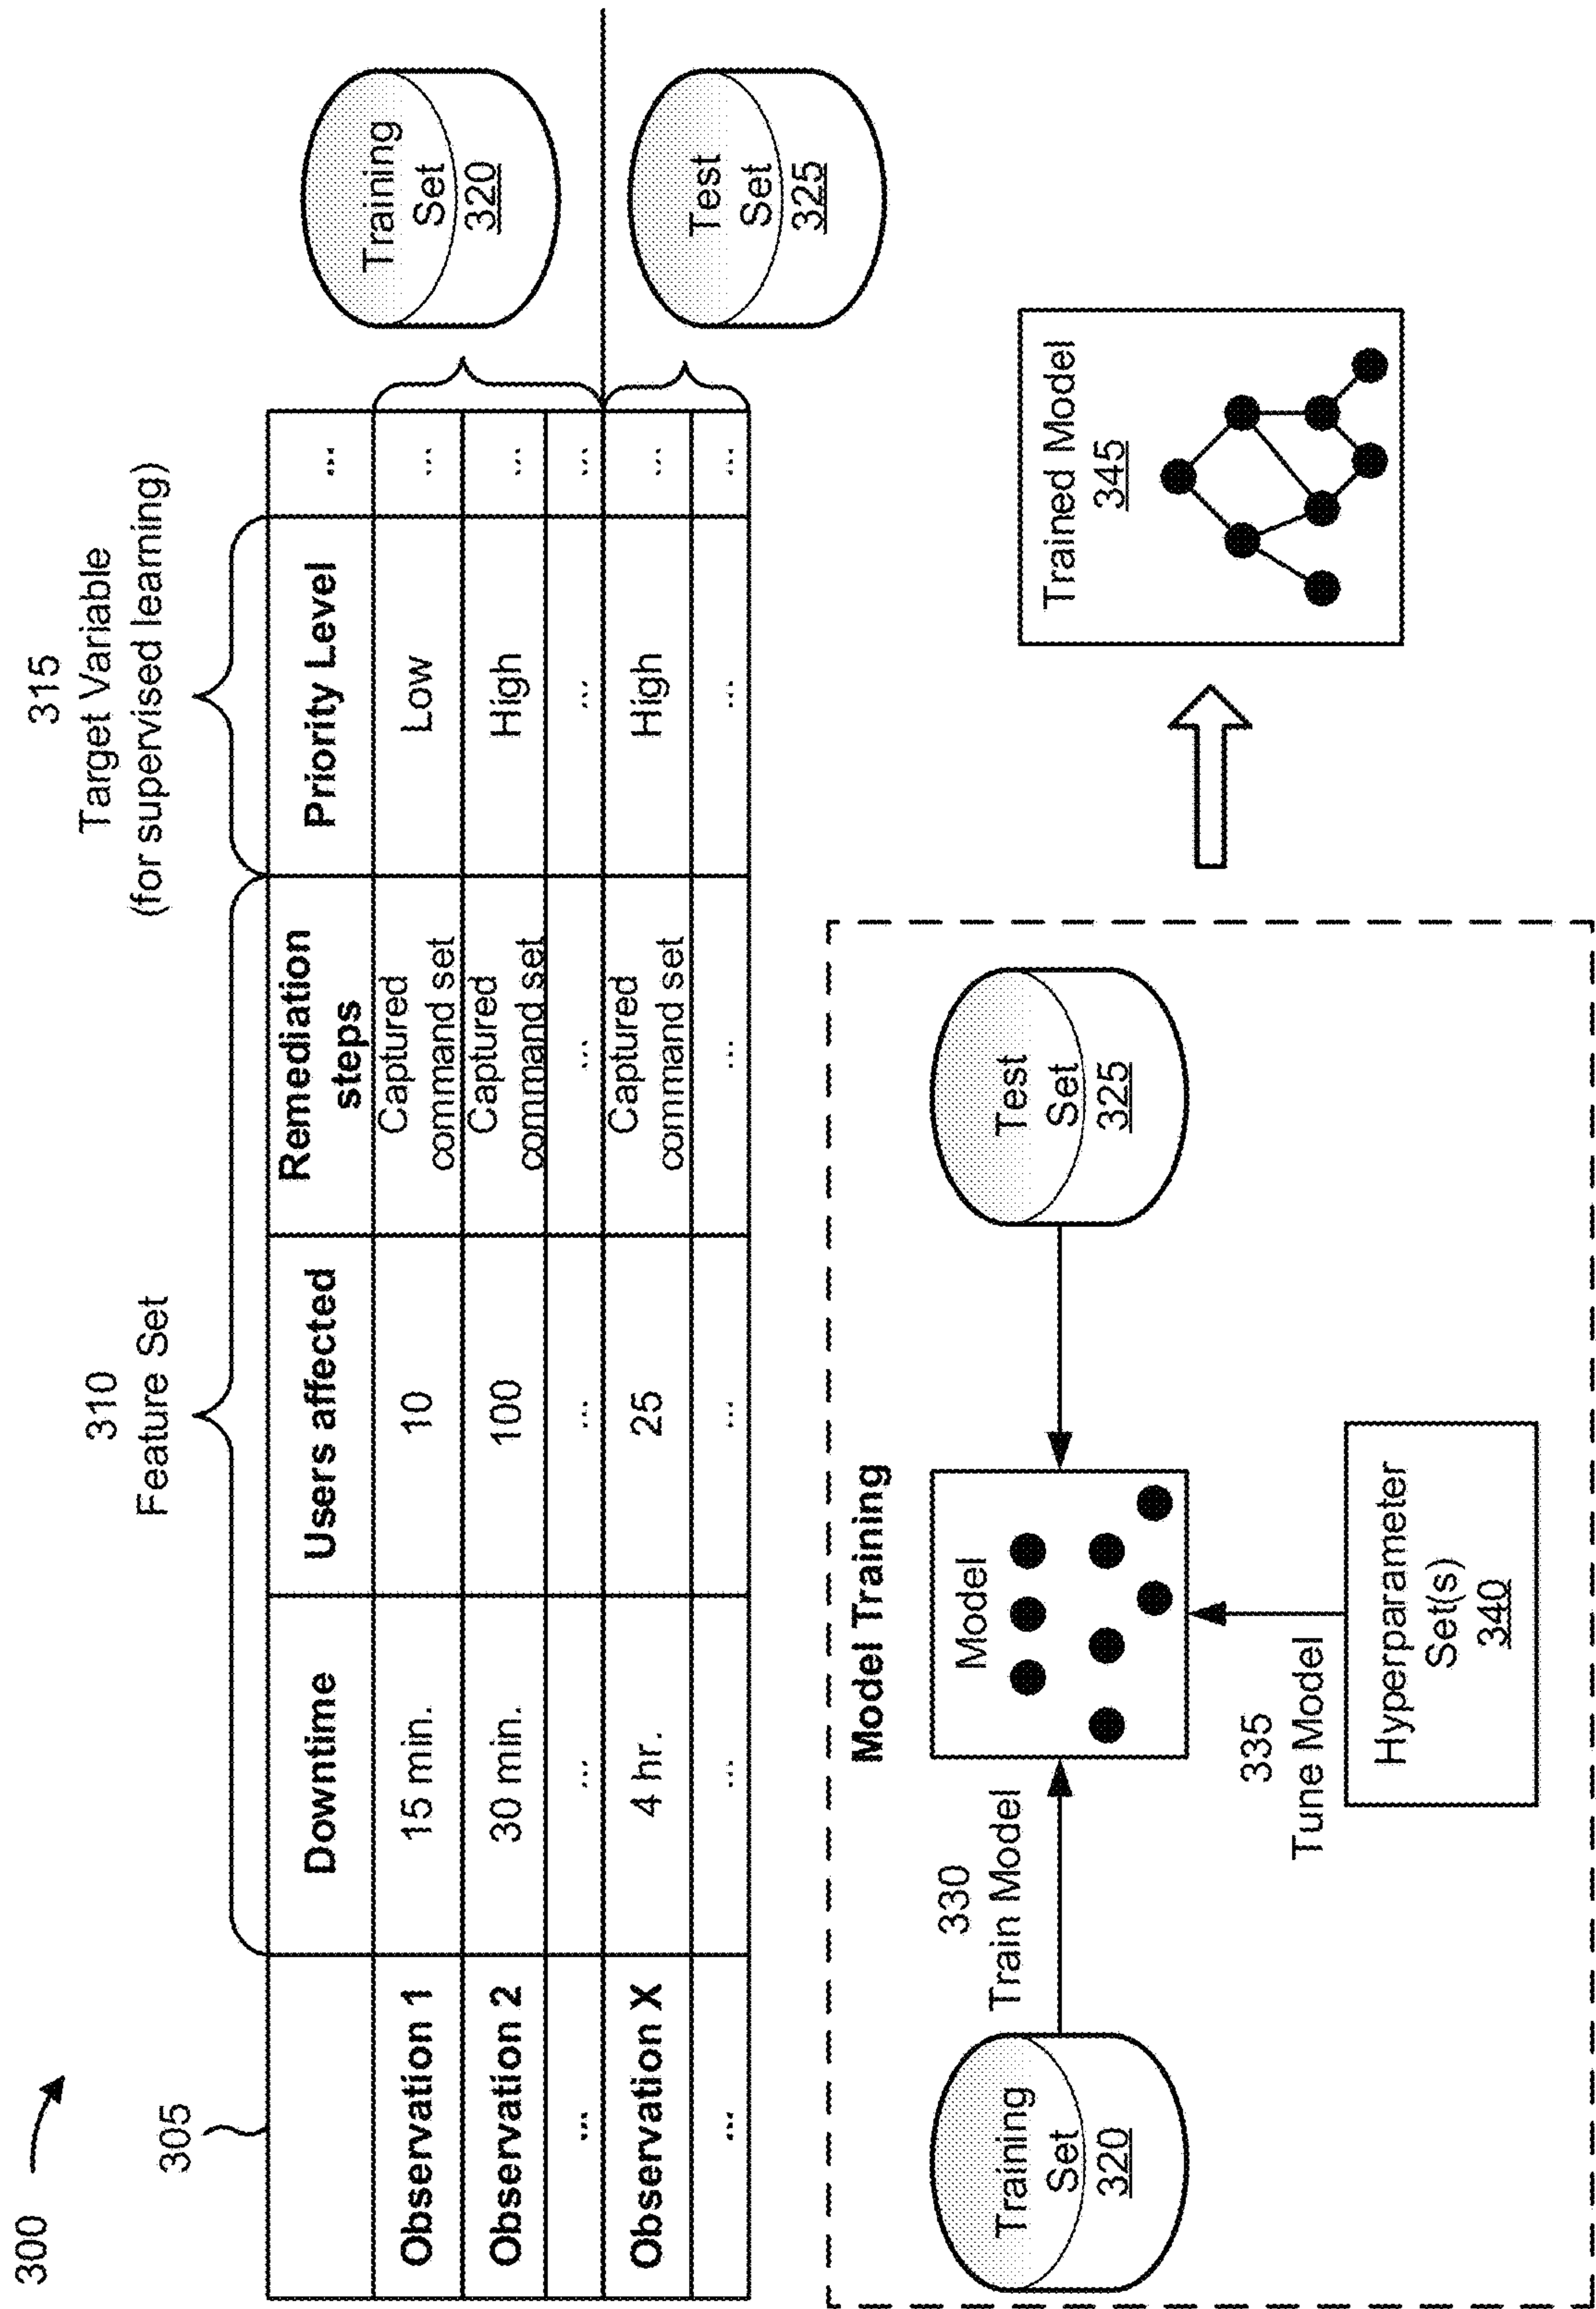 300
305
310
Feature Set
315
Target Variable
(for supervised learning)
Downtime
Users affected
Remediation
steps
Priority Level
...
Observation 1
15 min.
10
Captured
command set
Low
...
Observation 2
30 min.
100
Captured
command set
High
...
...
...
...
...
...
...
Observation X
4 hr.
25
Captured
command set
High
...
...
...
...
...
...
...
Training
Set
320
Test
Set
325
Model Training
Training
Set
320
330
Train Model
Model
Test
Set
325
335
Tune Model
Hyperparameter
Set(s)
340
Trained Model
345